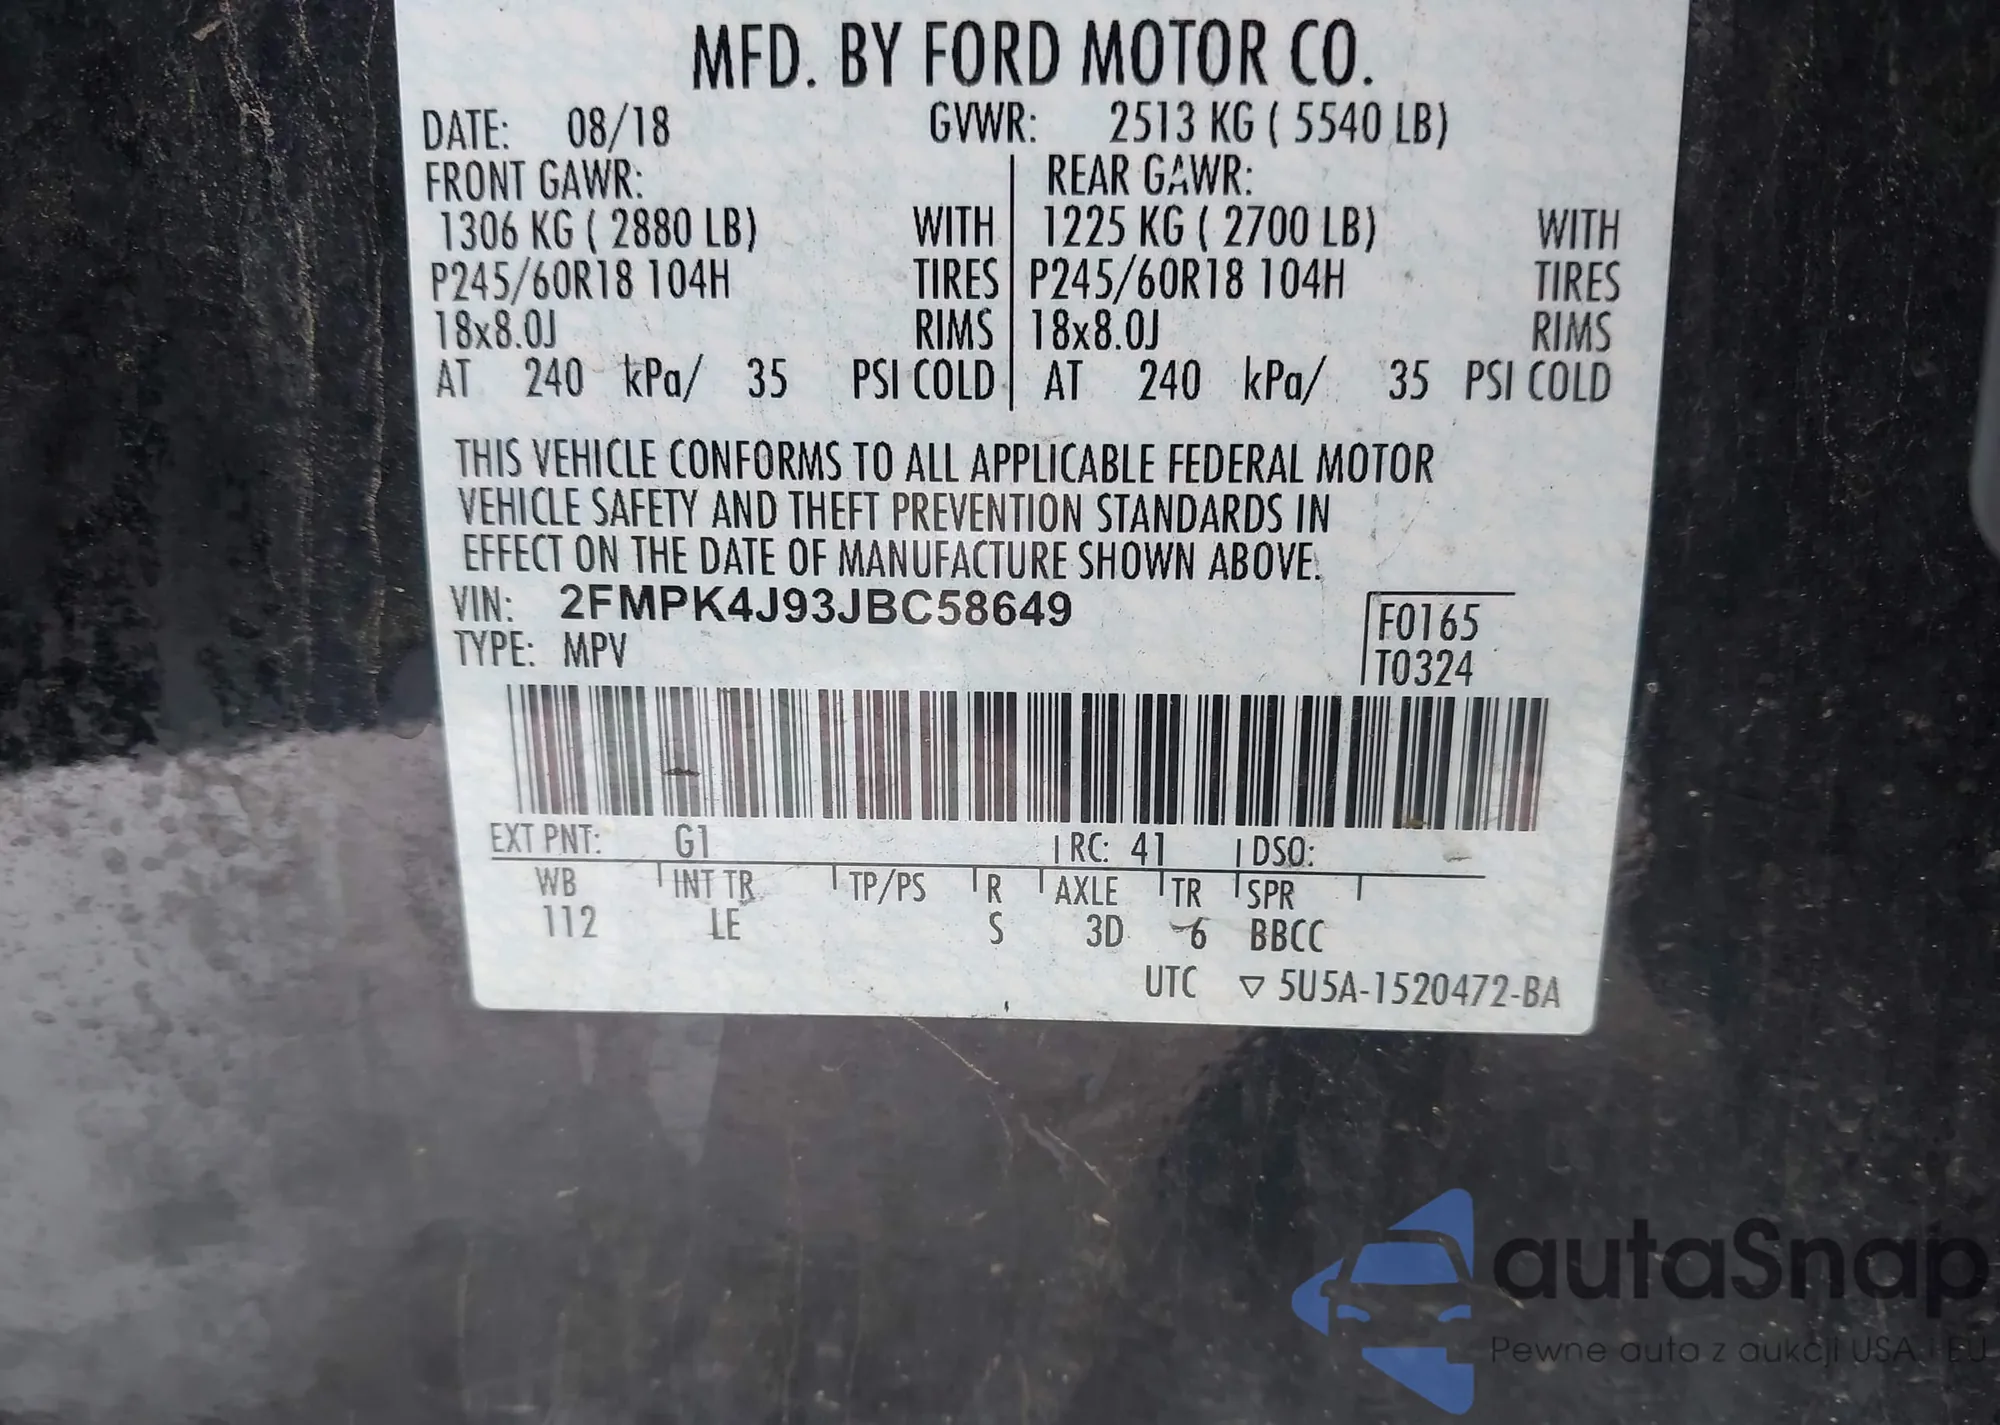 MFD. BY FORD MOTOR CO.
DATE: 08/18 GVWR: 2513 KG ( 5540 LB)
FRONT GAWR: REAR GAWR:
1306 KG ( 2880 LB) WITH 1225 KG ( 2700 LB) WITH
P245/60R18 104H TIRES P245/60R18 104H TIRES
18x8.0J RIMS 18x8.0J RIMS
AT 240 kPa/ 35 PSI COLD AT 240 kPa/ 35 PSI COLD
THIS VEHICLE CONFORMS TO ALL APPLICABLE FEDERAL MOTOR
VEHICLE SAFETY AND THEFT PREVENTION STANDARDS IN
EFFECT ON THE DATE OF MANUFACTURE SHOWN ABOVE.
VIN: 2FMPK4J93JBC58649
F0165
TYPE: MPV
T0324
EXT PNT: G1 RC: 41 DSO:
WB INT TR TP/PS R AXLE TR SPR
112 LE S 3D 6 BBCC
UTC ▽ 5U5A-1520472-BA
autaSnap
Pewne auta z aukcji USA i EU